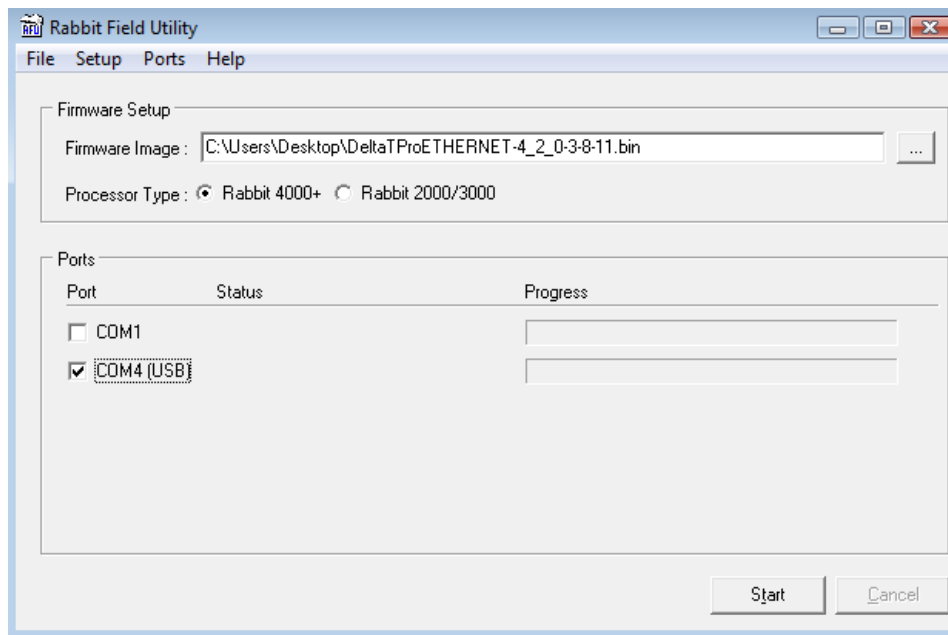 RFU Rabbit Field Utility
File Setup Ports Help
Firmware Setup
Firmware Image : C:\Users\Desktop\DeltaTProETHERNET-4_2_0-3-8-11.bin ...
Processor Type : Rabbit 4000+ Rabbit 2000/3000
Ports
Port Status Progress
COM1
COM4 (USB)
Start Cancel